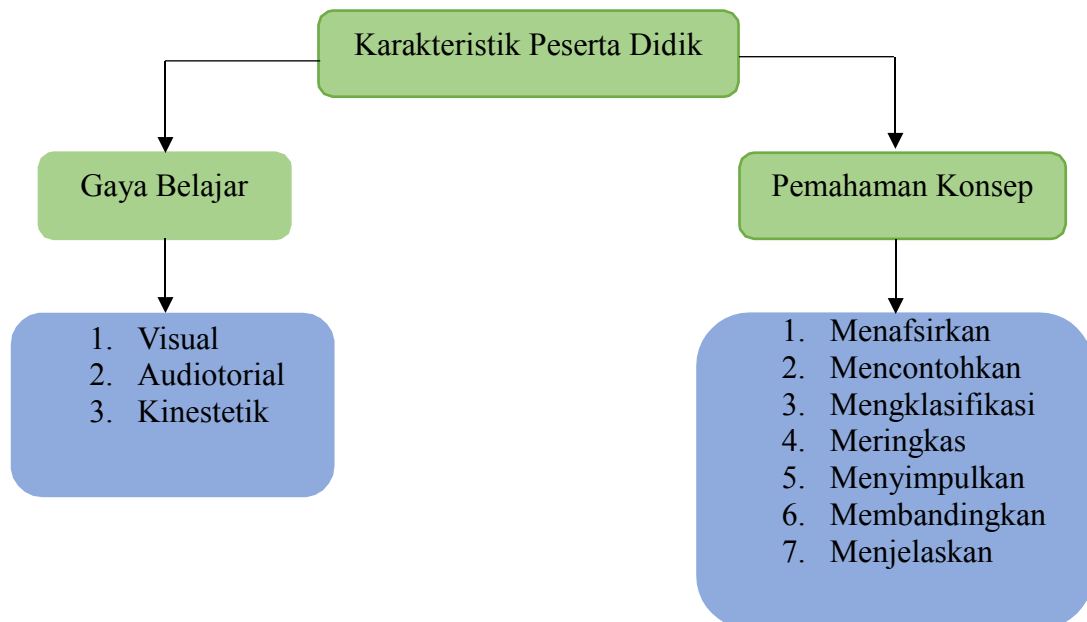 Karakteristik Peserta Didik
Gaya Belajar
Pemahaman Konsep
1. Visual
2. Audiotorial
3. Kinestetik
1. Menafsirkan
2. Mencontohkan
3. Mengklasifikasi
4. Meringkas
5. Menyimpulkan
6. Membandingkan
7. Menjelaskan